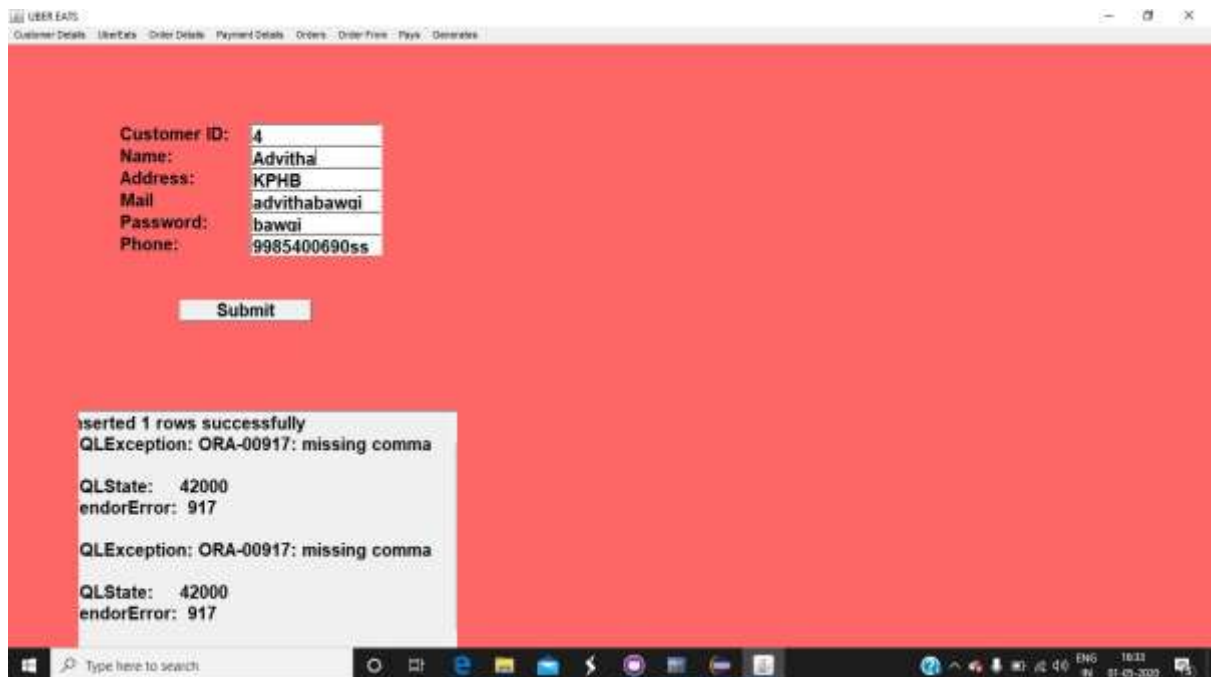 UBER EATS
Customer Details UberEats Order Details Payment Details Orders Order From Pays Generates
Customer ID: 4
Name: Advitha
Address: KPHB
Mail advithabawgi
Password: bawgi
Phone: 9985400690ss
Submit
nserted 1 rows successfully
QLException: ORA-00917: missing comma
QLState: 42000
endorError: 917
QLException: ORA-00917: missing comma
QLState: 42000
endorError: 917
Type here to search
ENG
IN
16:33
01-05-2020